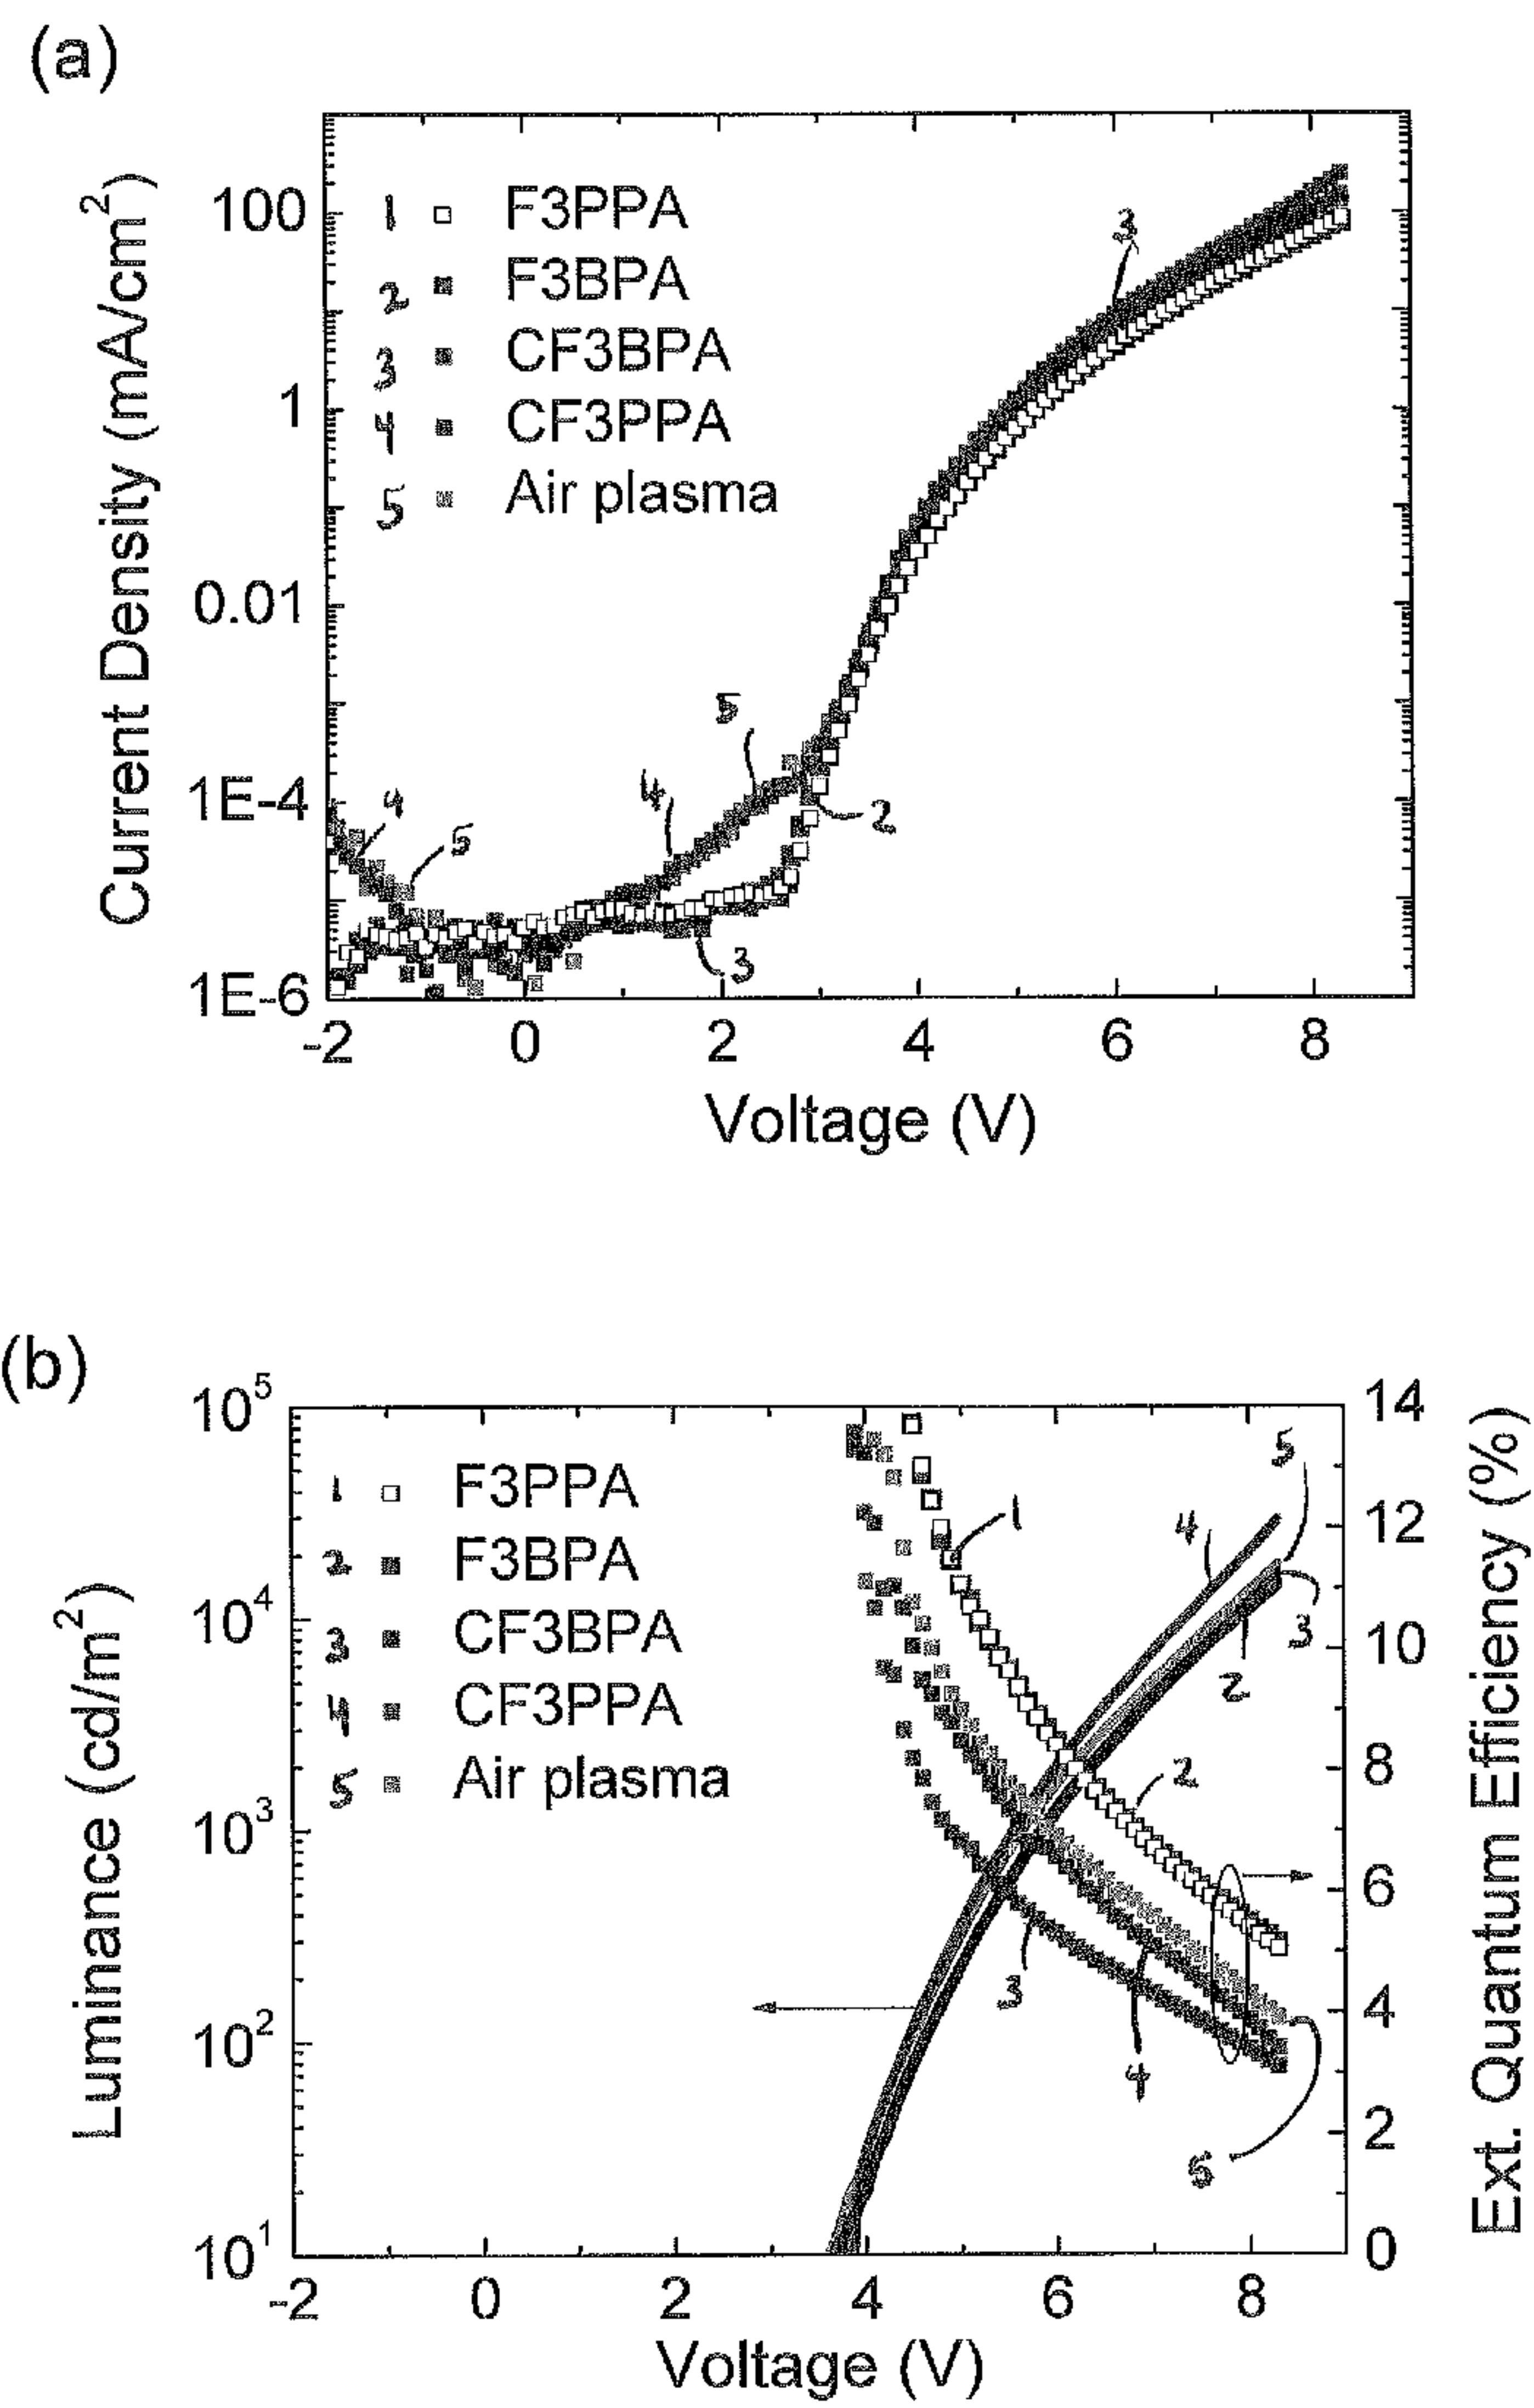 (a)
Current Density (mA/cm²)
100
1
0.01
1E-4
1E-6
1 F3PPA
2 F3BPA
3 CF3BPA
4 CF3PPA
5 Air plasma
3
5
4
2
4
5
3
-2 0 2 4 6 8
Voltage (V)
(b)
Luminance (cd/m²)
10⁵
10⁴
10³
10²
10¹
1 F3PPA
2 F3BPA
3 CF3BPA
4 CF3PPA
5 Air plasma
1
4
5
3
2
2
3
4
5
14
12
10
8
6
4
2
0
Ext. Quantum Efficiency (%)
-2 0 2 4 6 8
Voltage (V)